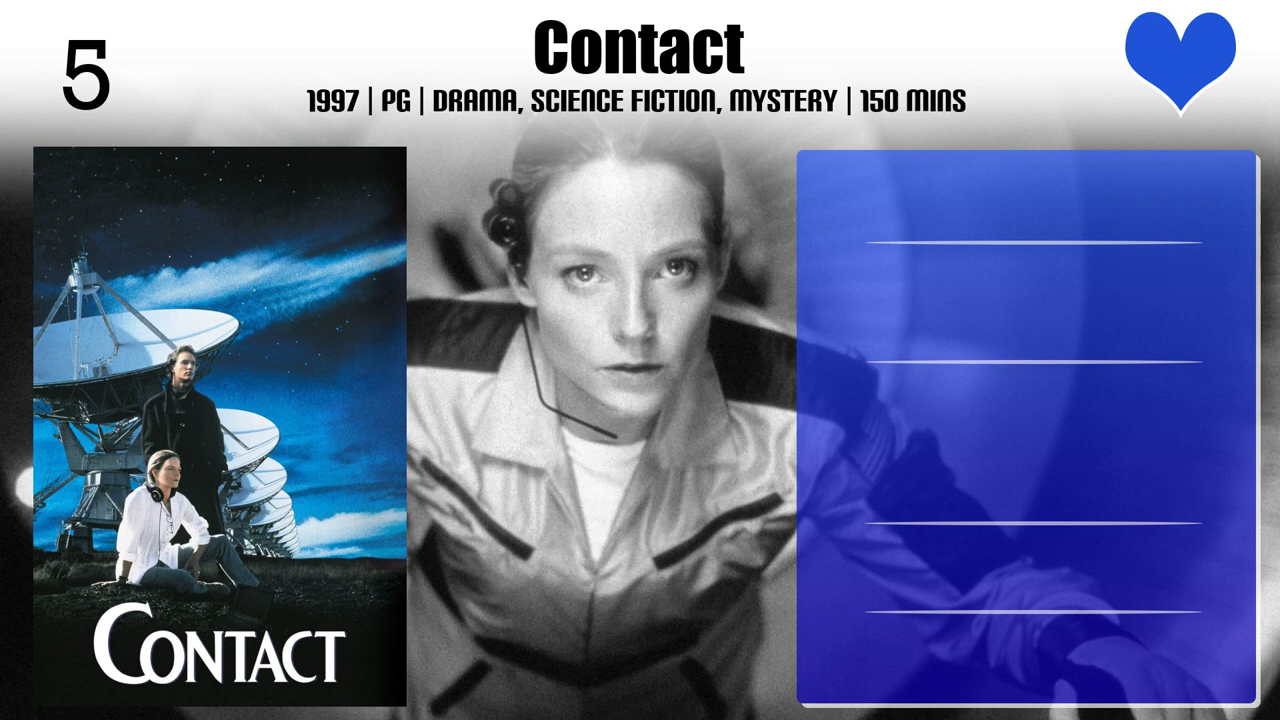 5
Contact
1997 | PG | DRAMA, SCIENCE FICTION, MYSTERY | 150 MINS
CONTACT